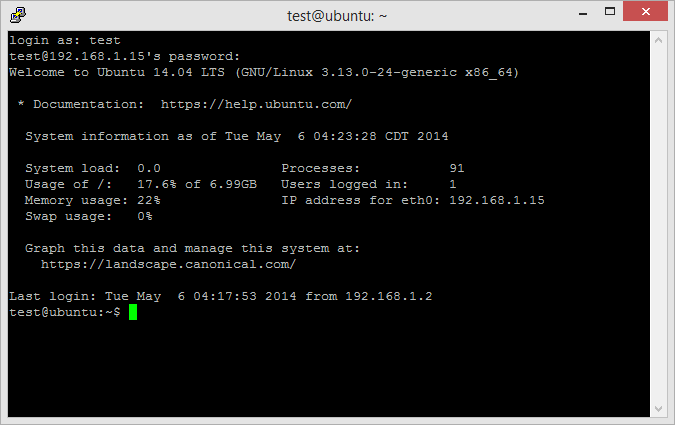 test@ubuntu: ~
login as: test
test@192.168.1.15's password:
Welcome to Ubuntu 14.04 LTS (GNU/Linux 3.13.0-24-generic x86_64)
* Documentation:  https://help.ubuntu.com/
System information as of Tue May  6 04:23:28 CDT 2014
System load:  0.0               Processes:           91
Usage of /:   17.6% of 6.99GB   Users logged in:     1
Memory usage: 22%               IP address for eth0: 192.168.1.15
Swap usage:   0%
Graph this data and manage this system at:
https://landscape.canonical.com/
Last login: Tue May  6 04:17:53 2014 from 192.168.1.2
test@ubuntu:~$